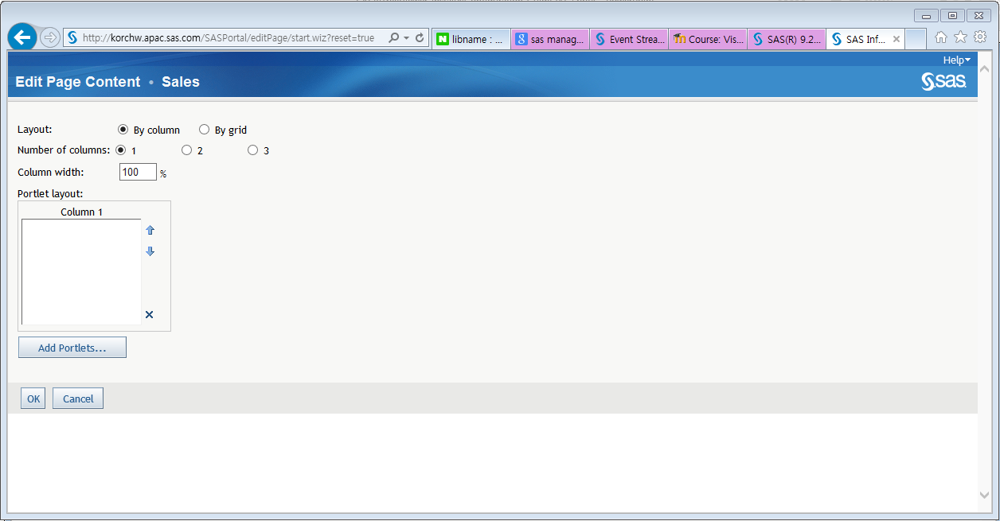 http://korchw.apac.sas.com/SASPortal/editPage/start.wiz?reset=true
N libname : ...
8 sas manag...
Event Strea...
Course: Vis...
SAS(R) 9.2...
SAS Inf...
Help
Edit Page Content • Sales
sas
Layout: By column By grid
Number of columns: 1 2 3
Column width: 100 %
Portlet layout:
Column 1
Add Portlets...
OK Cancel